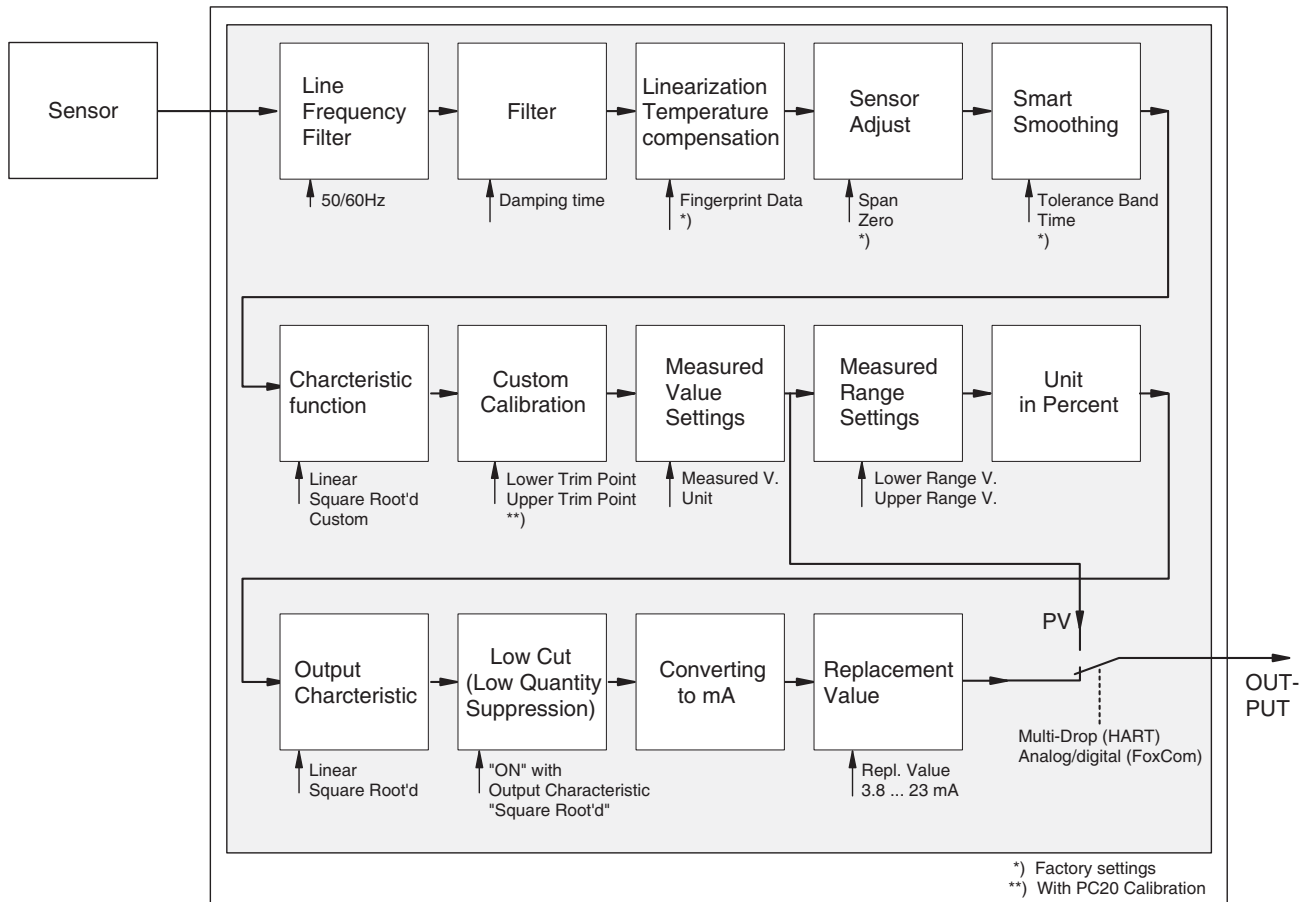 Sensor
Line
Frequency
Filter
Filter
Linearization
Temperature
compensation
Sensor
Adjust
Smart
Smoothing
50/60Hz
Damping time
Fingerprint Data
*)
Span
Zero
*)
Tolerance Band
Time
*)
Charcteristic
function
Custom
Calibration
Measured
Value
Settings
Measured
Range
Settings
Unit
in Percent
Linear
Square Root'd
Custom
Lower Trim Point
Upper Trim Point
**)
Measured V.
Unit
Lower Range V.
Upper Range V.
PV
Output
Charcteristic
Low Cut
(Low Quantity
Suppression)
Converting
to mA
Replacement
Value
OUT-
PUT
Multi-Drop (HART)
Analog/digital (FoxCom)
Linear
Square Root'd
"ON" with
Output Characteristic
"Square Root'd"
Repl. Value
3.8 ... 23 mA
*) Factory settings
**) With PC20 Calibration